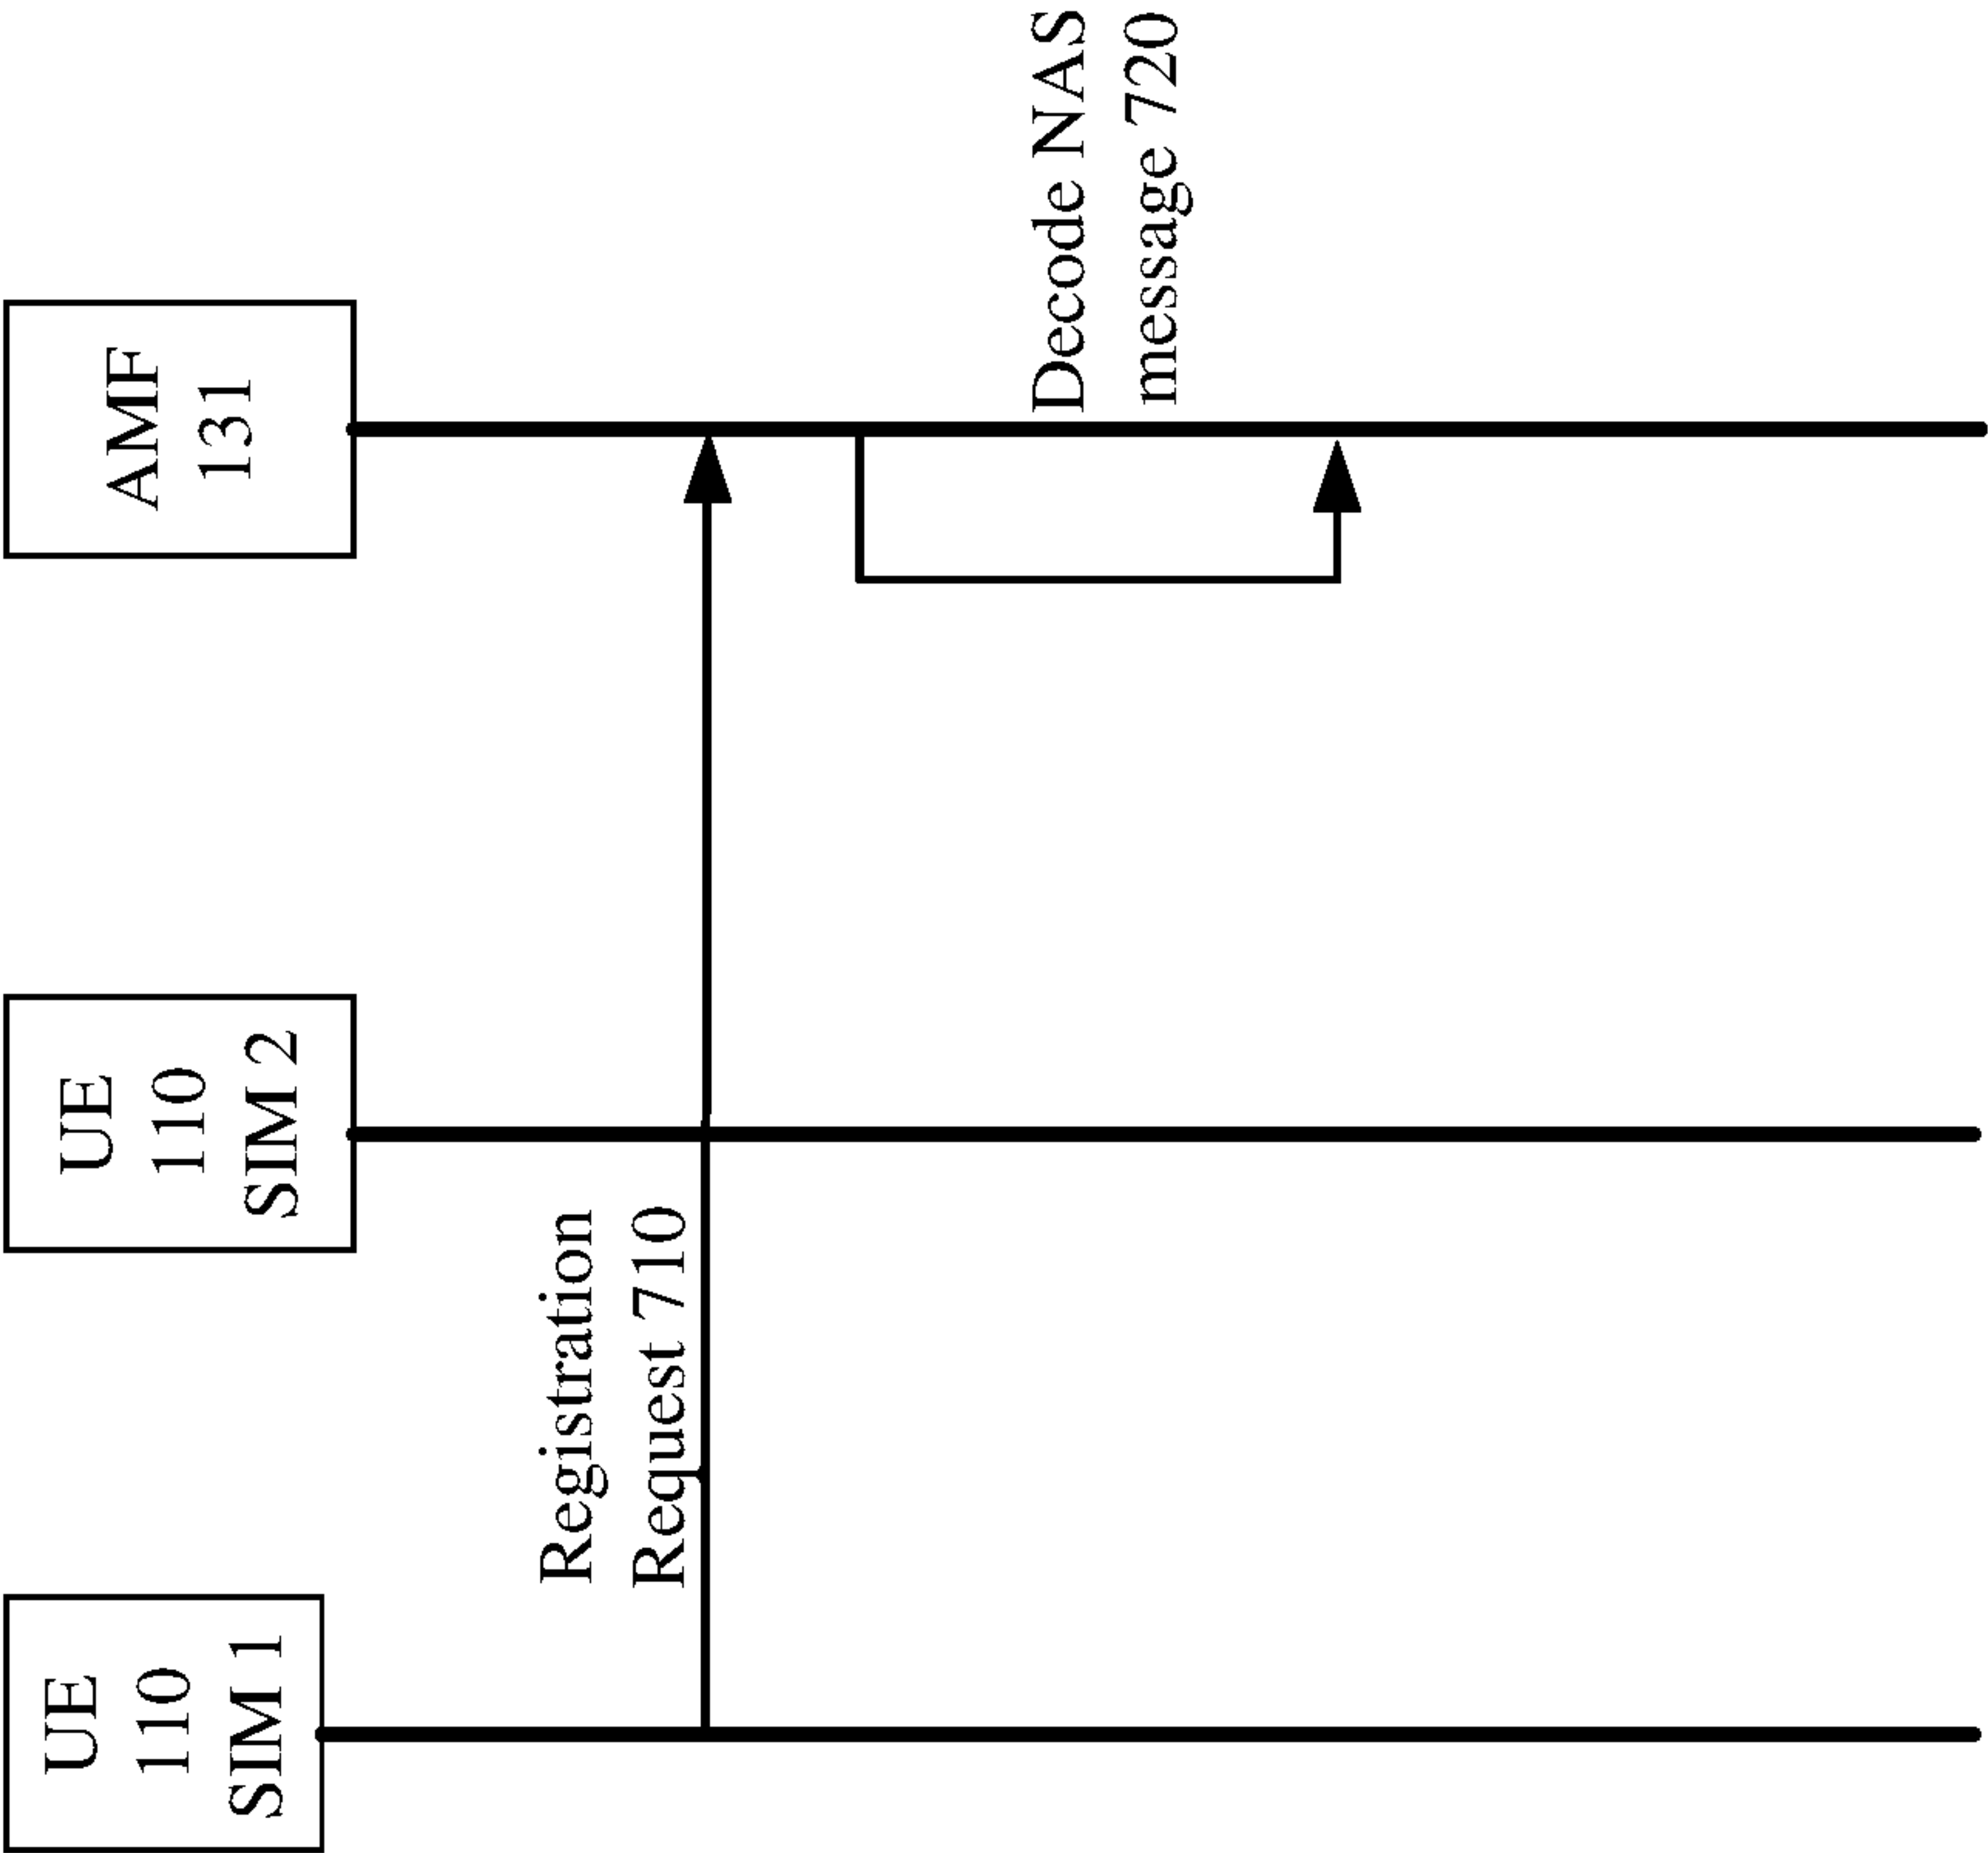 UE
110
SIM 1
UE
110
SIM 2
AMF
131
Registration
Request 710
Decode NAS
message 720